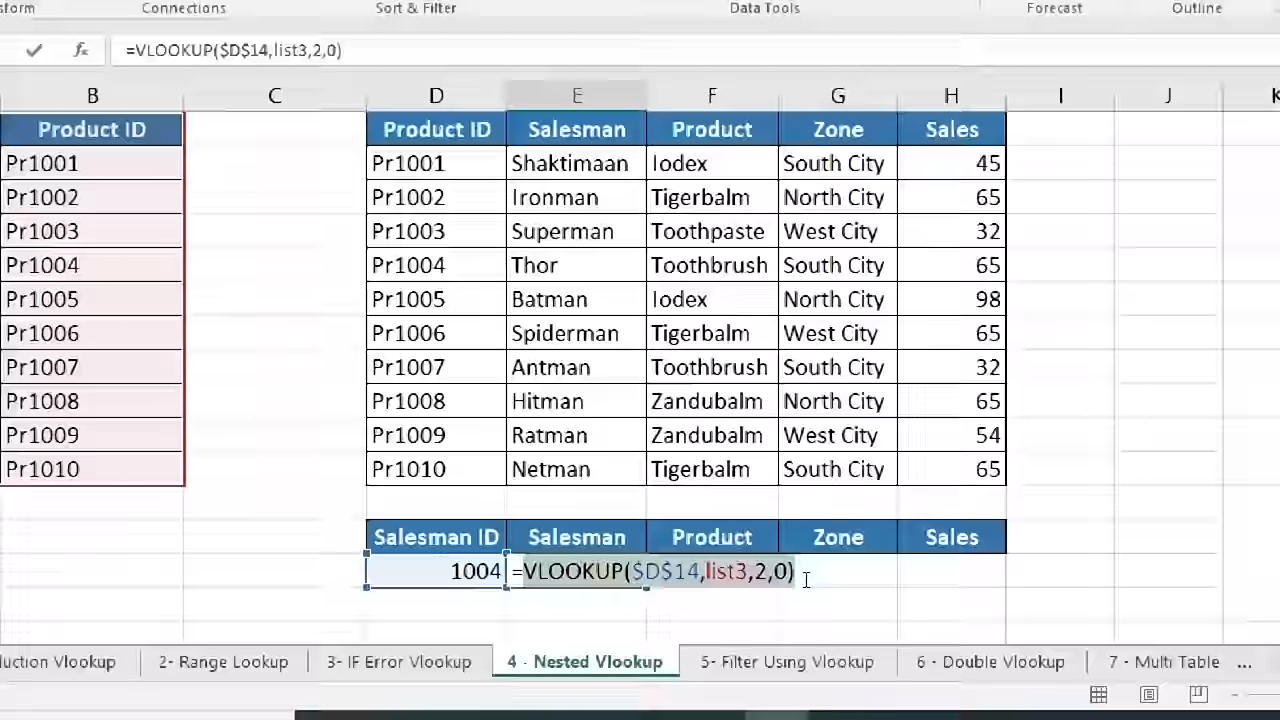 sform Connections Sort & Filter Data Tools Forecast Outline
fx =VLOOKUP($D$14,list3,2,0)
B C D E F G H I J K
Product ID Product ID Salesman Product Zone Sales
Pr1001 Pr1001 Shaktimaan Iodex South City 45
Pr1002 Pr1002 Ironman Tigerbalm North City 65
Pr1003 Pr1003 Superman Toothpaste West City 32
Pr1004 Pr1004 Thor Toothbrush South City 65
Pr1005 Pr1005 Batman Iodex North City 98
Pr1006 Pr1006 Spiderman Tigerbalm West City 65
Pr1007 Pr1007 Antman Toothbrush South City 32
Pr1008 Pr1008 Hitman Zandubalm North City 65
Pr1009 Pr1009 Ratman Zandubalm West City 54
Pr1010 Pr1010 Netman Tigerbalm South City 65
Salesman ID Salesman Product Zone Sales
1004 =VLOOKUP($D$14,list3,2,0)
duction Vlookup 2- Range Lookup 3- IF Error Vlookup 4 - Nested Vlookup 5- Filter Using Vlookup 6 - Double Vlookup 7 - Multi Table ...